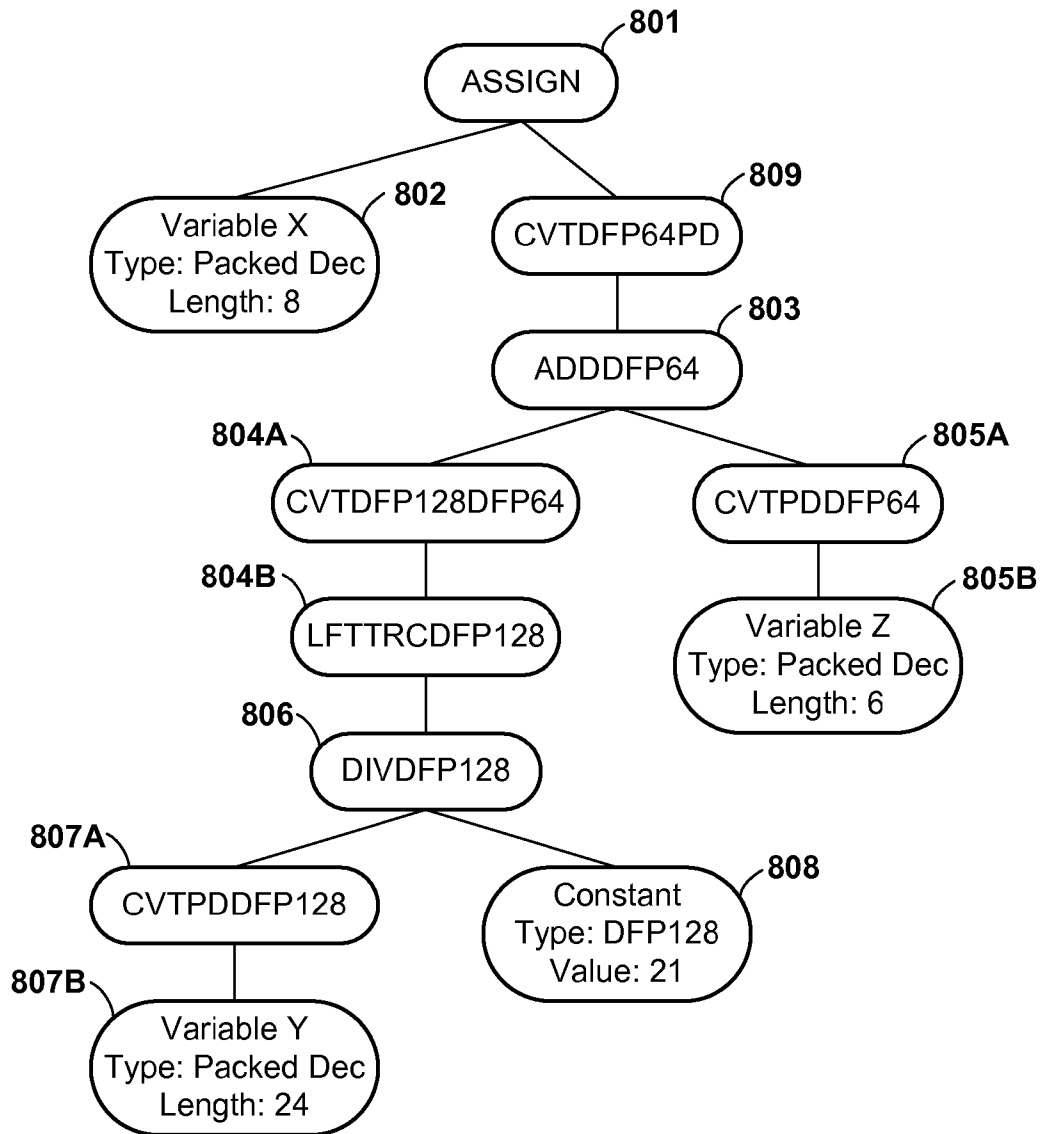 801
ASSIGN
802
Variable X
Type: Packed Dec
Length: 8
809
CVTDFP64PD
803
ADDDFP64
804A
CVTDFP128DFP64
805A
CVTPDDFP64
804B
LFTTRCDFP128
805B
Variable Z
Type: Packed Dec
Length: 6
806
DIVDFP128
807A
CVTPDDFP128
808
Constant
Type: DFP128
Value: 21
807B
Variable Y
Type: Packed Dec
Length: 24